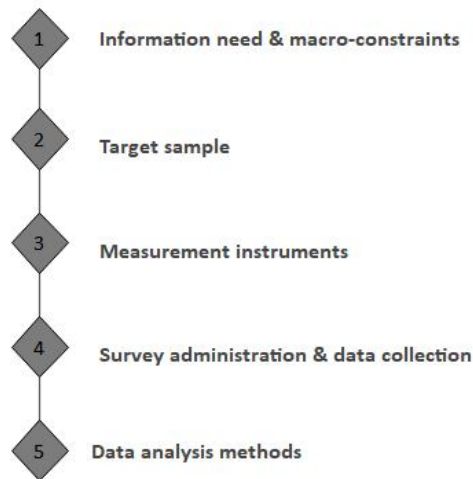 1 Information need & macro-constraints
2 Target sample
3 Measurement instruments
4 Survey administration & data collection
5 Data analysis methods